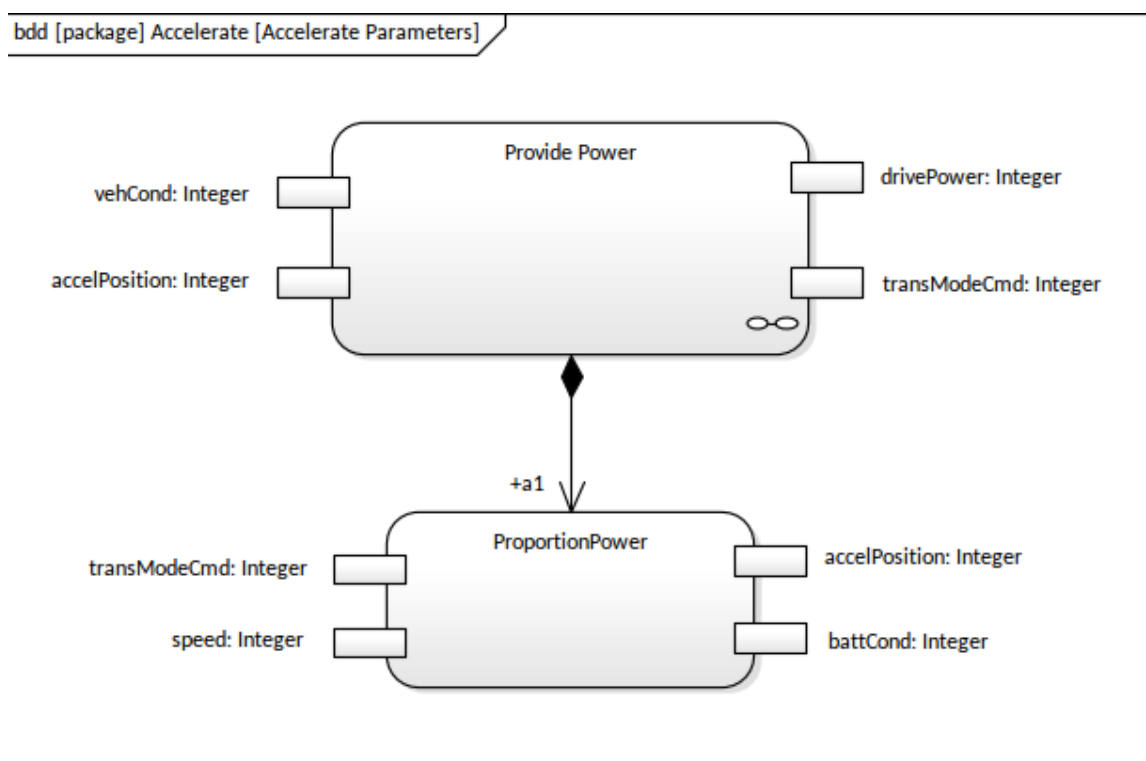 bdd [package] Accelerate [Accelerate Parameters]
Provide Power
vehCond: Integer
drivePower: Integer
accelPosition: Integer
transModeCmd: Integer
+a1
ProportionPower
transModeCmd: Integer
accelPosition: Integer
speed: Integer
battCond: Integer